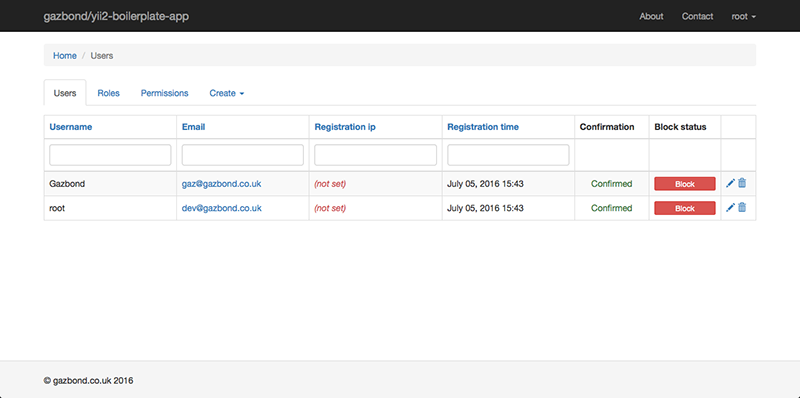 gazbond/yii2-boilerplate-app About Contact root
Home / Users
Users Roles Permissions Create
Username Email Registration ip Registration time Confirmation Block status
Gazbond gaz@gazbond.co.uk (not set) July 05, 2016 15:43 Confirmed Block
root dev@gazbond.co.uk (not set) July 05, 2016 15:43 Confirmed Block
© gazbond.co.uk 2016